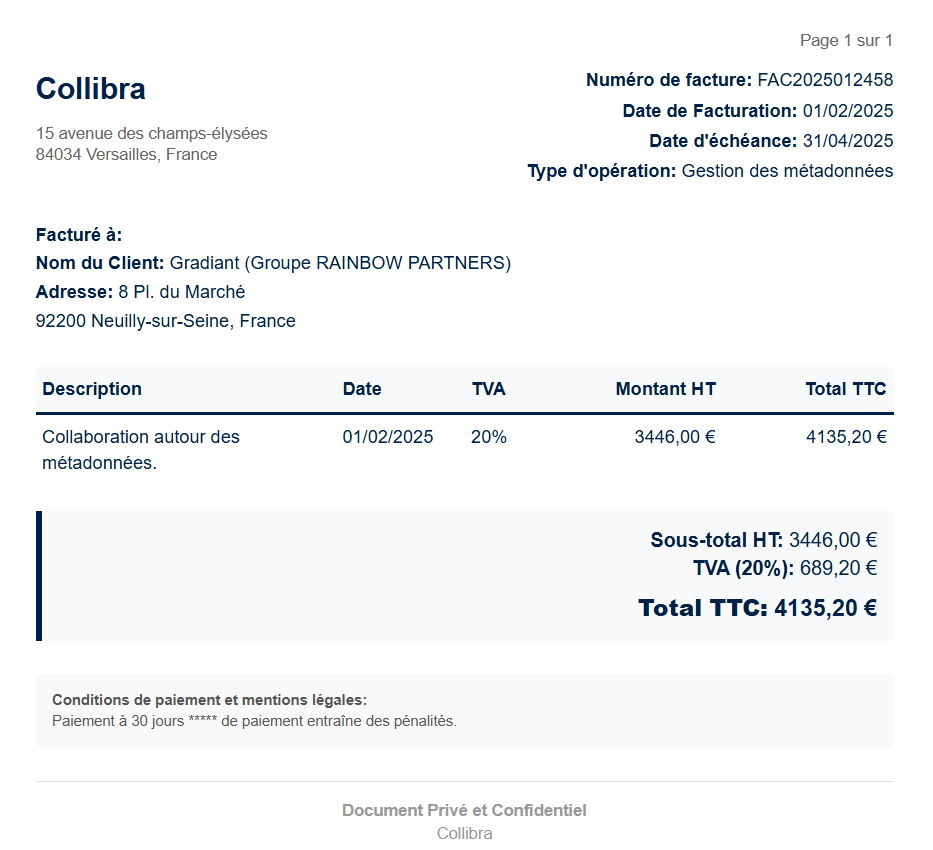 Page 1 sur 1
Collibra
15 avenue des champs-élysées
84034 Versailles, France
Numéro de facture: FAC2025012458
Date de Facturation: 01/02/2025
Date d'échéance: 31/04/2025
Type d'opération: Gestion des métadonnées
Facturé à:
Nom du Client: Gradiant (Groupe RAINBOW PARTNERS)
Adresse: 8 Pl. du Marché
92200 Neuilly-sur-Seine, France
Description Date TVA Montant HT Total TTC
Collaboration autour des 01/02/2025 20% 3446,00 € 4135,20 €
métadonnées.
Sous-total HT: 3446,00 €
TVA (20%): 689,20 €
Total TTC: 4135,20 €
Conditions de paiement et mentions légales:
Paiement à 30 jours ***** de paiement entraîne des pénalités.
Document Privé et Confidentiel
Collibra